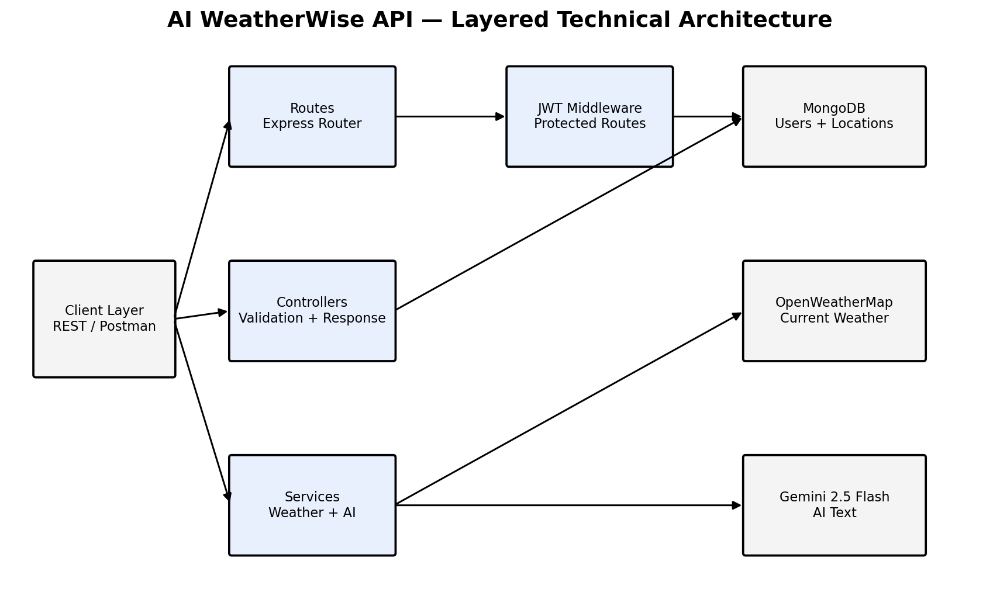 AI WeatherWise API — Layered Technical Architecture
Routes
Express Router
JWT Middleware
Protected Routes
MongoDB
Users + Locations
Client Layer
REST / Postman
Controllers
Validation + Response
OpenWeatherMap
Current Weather
Services
Weather + AI
Gemini 2.5 Flash
AI Text